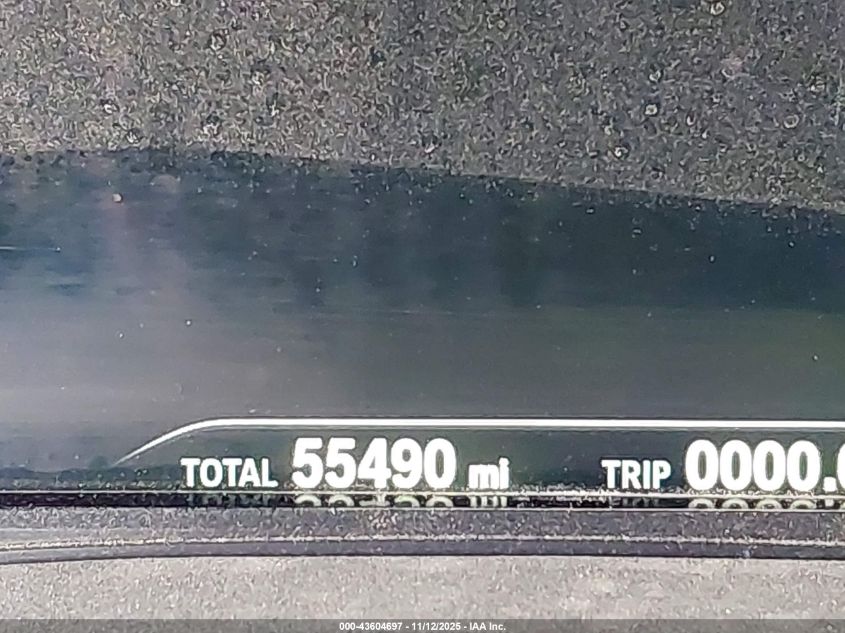 TOTAL 55490 mi TRIP 0000.
000-43604697 - 11/12/2025 - IAA Inc.